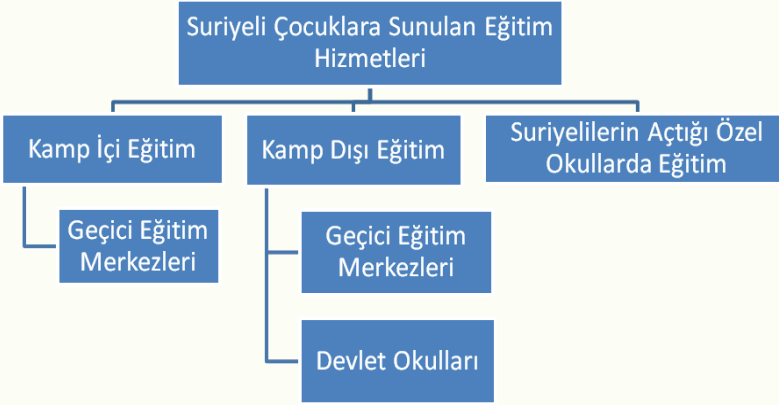 Suriyeli Çocuklara Sunulan Eğitim
Hizmetleri
Kamp İçi Eğitim
Kamp Dışı Eğitim
Suriyelilerin Açtığı Özel
Okullarda Eğitim
Geçici Eğitim
Merkezleri
Geçici Eğitim
Merkezleri
Devlet Okulları